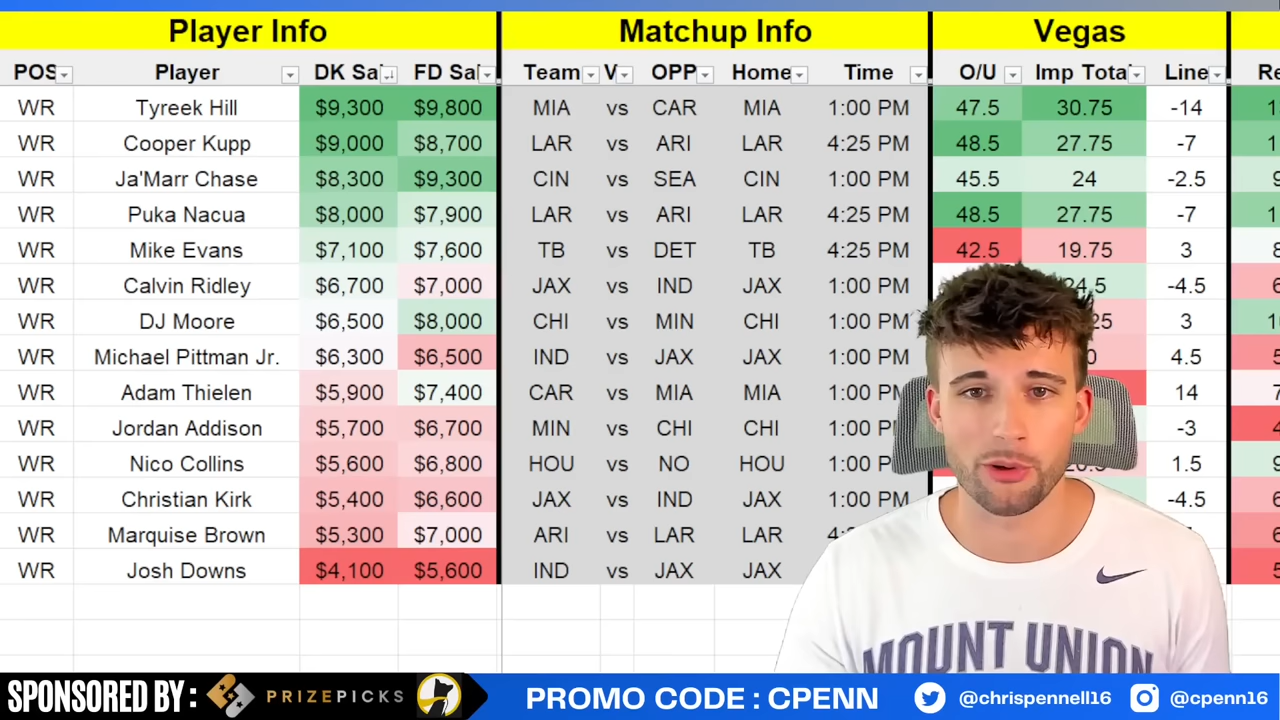 Player Info Matchup Info Vegas
POS Player DK Sal FD Sal Team V OPP Home Time O/U Imp Total Line Re
WR Tyreek Hill $9,300 $9,800 MIA vs CAR MIA 1:00 PM 47.5 30.75 -14
WR Cooper Kupp $9,000 $8,700 LAR vs ARI LAR 4:25 PM 48.5 27.75 -7
WR Ja'Marr Chase $8,300 $9,300 CIN vs SEA CIN 1:00 PM 45.5 24 -2.5
WR Puka Nacua $8,000 $7,900 LAR vs ARI LAR 4:25 PM 48.5 27.75 -7
WR Mike Evans $7,100 $7,600 TB vs DET TB 4:25 PM 42.5 19.75 3
WR Calvin Ridley $6,700 $7,000 JAX vs IND JAX 1:00 PM 24.5 -4.5
WR DJ Moore $6,500 $8,000 CHI vs MIN CHI 1:00 PM 3
WR Michael Pittman Jr. $6,300 $6,500 IND vs JAX JAX 1:00 PM 4.5
WR Adam Thielen $5,900 $7,400 CAR vs MIA MIA 1:00 PM 14
WR Jordan Addison $5,700 $6,700 MIN vs CHI CHI 1:00 PM -3
WR Nico Collins $5,600 $6,800 HOU vs NO HOU 1:00 PM 1.5
WR Christian Kirk $5,400 $6,600 JAX vs IND JAX 1:00 PM -4.5
WR Marquise Brown $5,300 $7,000 ARI vs LAR LAR
WR Josh Downs $4,100 $5,600 IND vs JAX JAX
MOUNT UNION
SPONSORED BY : PRIZEPICKS PROMO CODE : CPENN @chrispennell16 @cpenn16